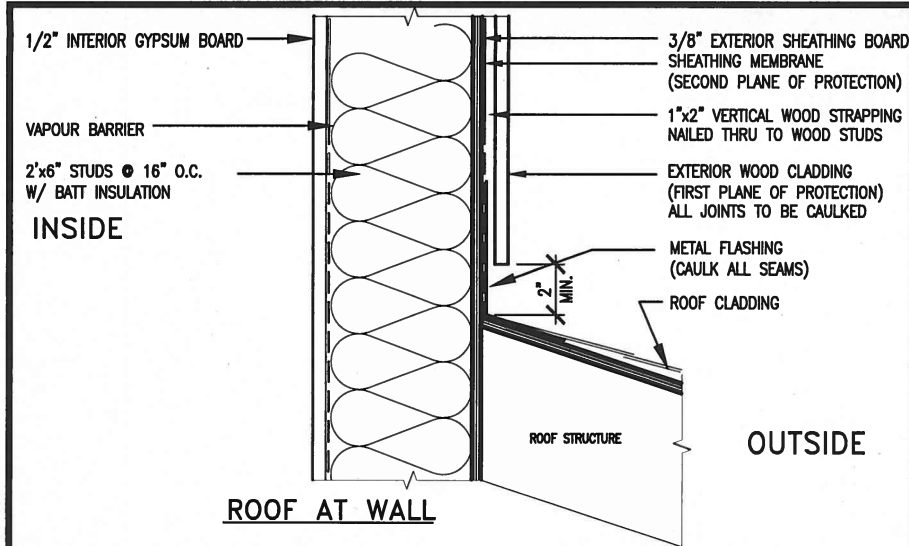 1/2" INTERIOR GYPSUM BOARD
VAPOUR BARRIER
2'x6" STUDS @ 16" O.C.
W/ BATT INSULATION
INSIDE
3/8" EXTERIOR SHEATHING BOARD
SHEATHING MEMBRANE
(SECOND PLANE OF PROTECTION)
1"x2" VERTICAL WOOD STRAPPING
NAILED THRU TO WOOD STUDS
EXTERIOR WOOD CLADDING
(FIRST PLANE OF PROTECTION)
ALL JOINTS TO BE CAULKED
METAL FLASHING
(CAULK ALL SEAMS)
2"
MIN.
ROOF CLADDING
ROOF STRUCTURE
OUTSIDE
ROOF AT WALL